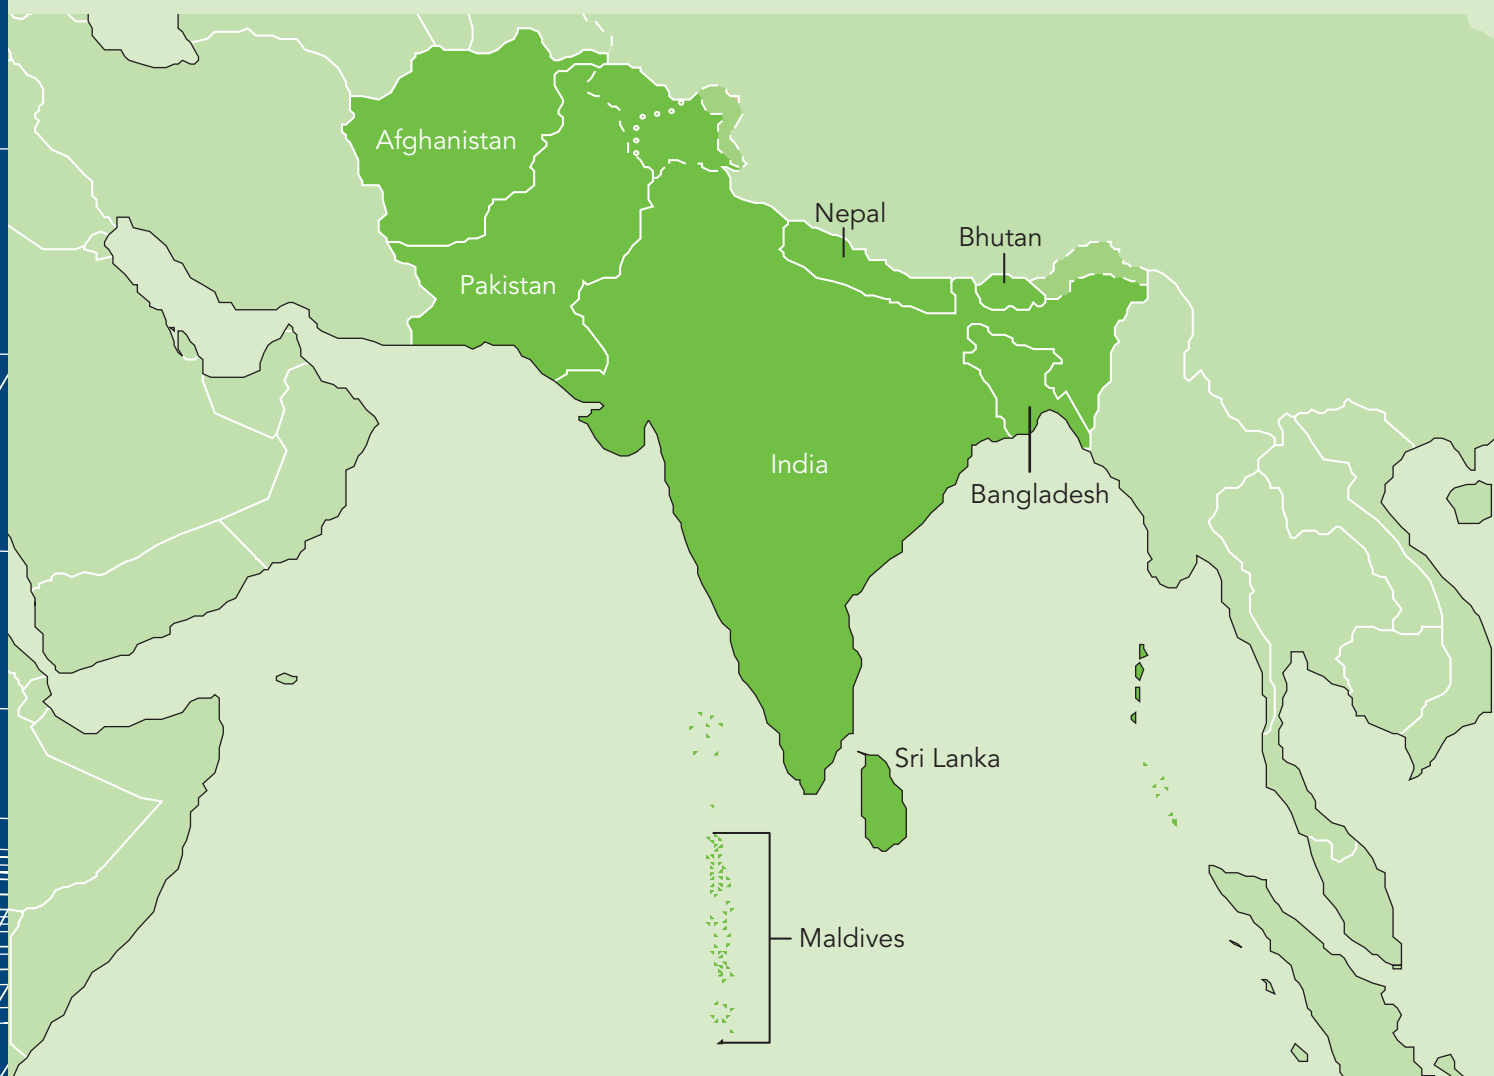 Afghanistan
Nepal
Bhutan
Pakistan
India
Bangladesh
Sri Lanka
Maldives